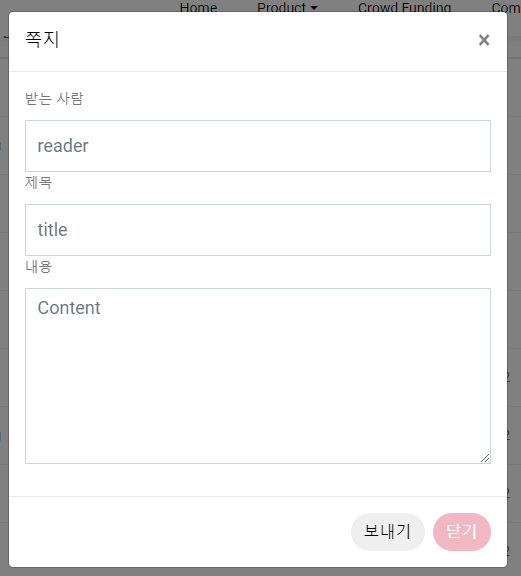 Home Product Crowd Funding Com
쪽지 ×
받는 사람
reader
제목
title
내용
Content
보내기 닫기